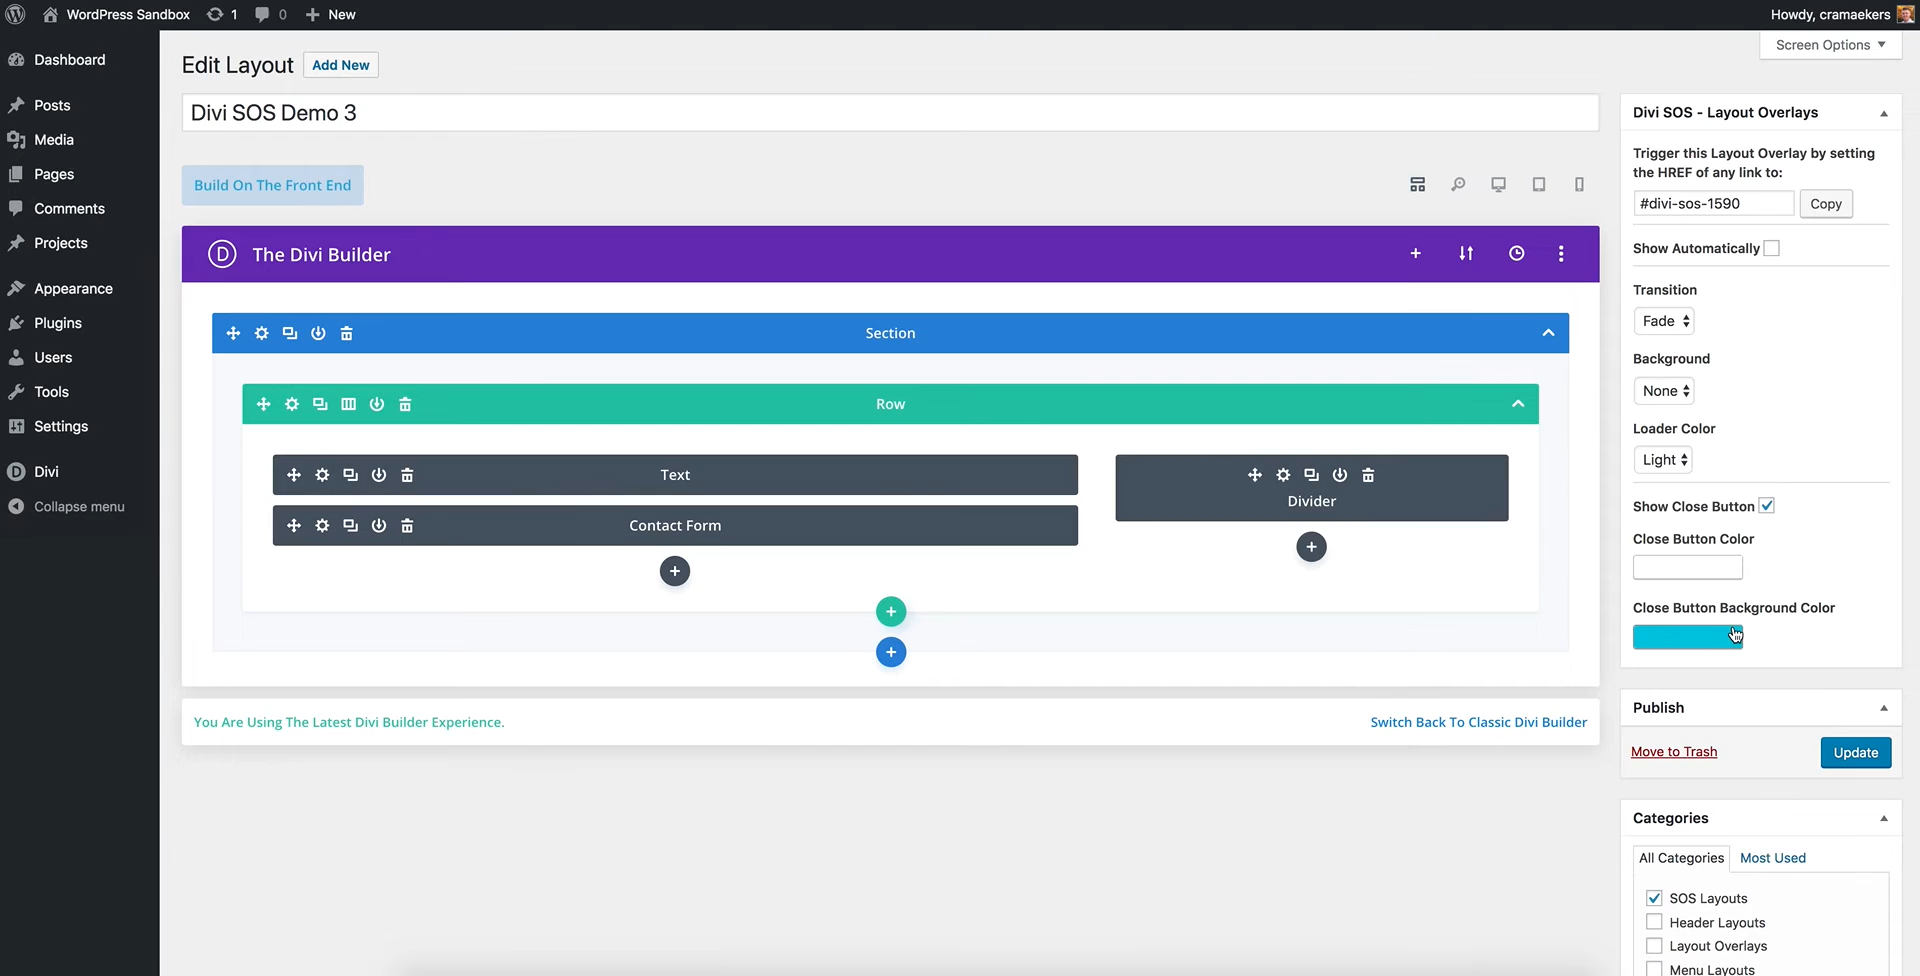 WordPress Sandbox
1
0
New
Howdy, cramaekers
Screen Options
Dashboard
Posts
Media
Pages
Comments
Projects
Appearance
Plugins
Users
Tools
Settings
Divi
Collapse menu
Edit Layout
Add New
Divi SOS Demo 3
Build On The Front End
The Divi Builder
Section
Row
Text
Contact Form
Divider
You Are Using The Latest Divi Builder Experience.
Switch Back To Classic Divi Builder
Divi SOS - Layout Overlays
Trigger this Layout Overlay by setting
the HREF of any link to:
#divi-sos-1590
Copy
Show Automatically
Transition
Fade
Background
None
Loader Color
Light
Show Close Button
Close Button Color
Close Button Background Color
Publish
Move to Trash
Update
Categories
All Categories
Most Used
SOS Layouts
Header Layouts
Layout Overlays
Menu Layouts